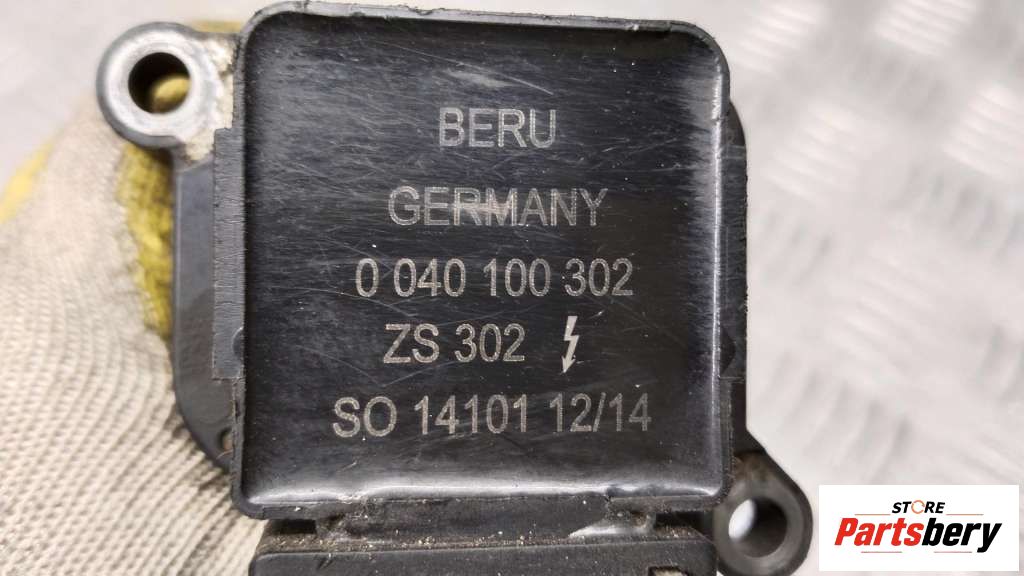 BERU
GERMANY
0 040 100 302
ZS 302
SO 14101 12/14
STORE
Partsbery